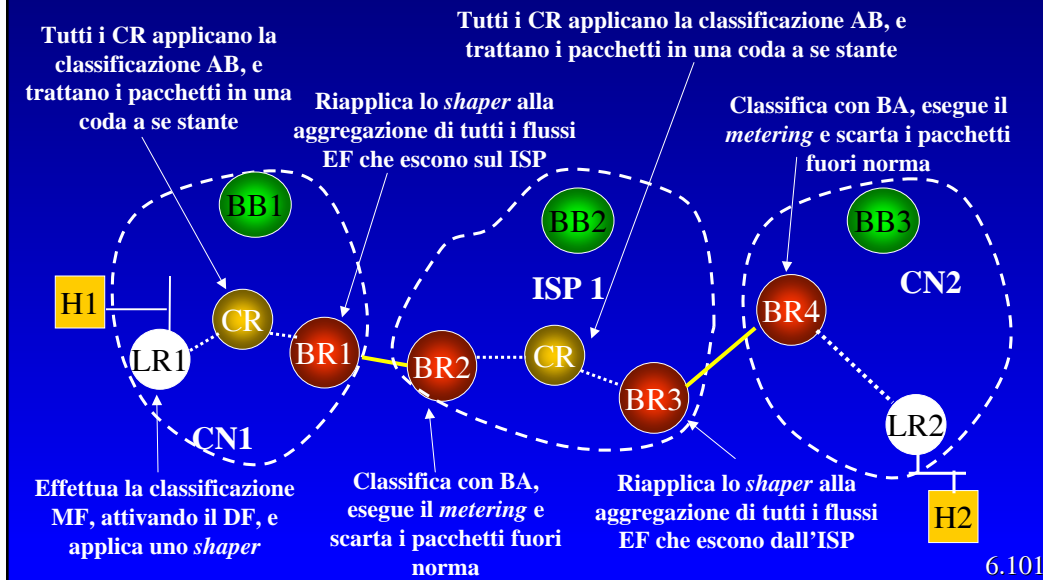 Tutti i CR applicano la
classificazione AB, e
trattano i pacchetti in una
coda a se stante
Riapplica lo shaper alla
aggregazione di tutti i flussi
EF che escono sul ISP
Tutti i CR applicano la classificazione AB, e
trattano i pacchetti in una coda a se stante
Classifica con BA, esegue il
metering e scarta i pacchetti
fuori norma
BB1
BB2
BB3
H1
CR
LR1
BR1
CN1
ISP 1
BR2
CR
BR3
BR4
CN2
LR2
H2
Effettua la classificazione
MF, attivando il DF, e
applica uno shaper
Classifica con BA,
esegue il metering e
scarta i pacchetti fuori
norma
Riapplica lo shaper alla
aggregazione di tutti i flussi
EF che escono dall'ISP
6.101